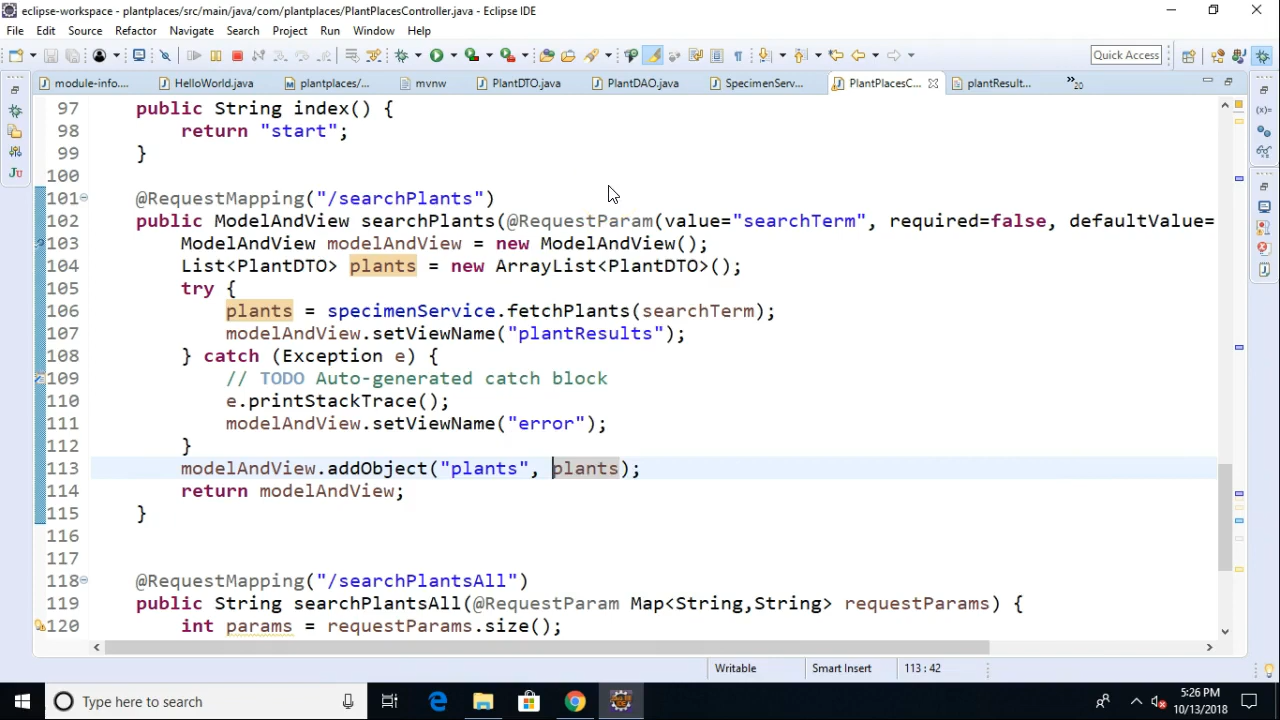 eclipse-workspace - plantplaces/src/main/java/com/plantplaces/PlantPlacesController.java - Eclipse IDE
File Edit Source Refactor Navigate Search Project Run Window Help
Quick Access
module-info.... HelloWorld.java plantplaces/... mvnw PlantDTO.java PlantDAO.java SpecimenServ... PlantPlacesC... plantResult... »20
97 public String index() {
98 return "start";
99 }
100
101 @RequestMapping("/searchPlants")
102 public ModelAndView searchPlants(@RequestParam(value="searchTerm", required=false, defaultValue=
103 ModelAndView modelAndView = new ModelAndView();
104 List<PlantDTO> plants = new ArrayList<PlantDTO>();
105 try {
106 plants = specimenService.fetchPlants(searchTerm);
107 modelAndView.setViewName("plantResults");
108 } catch (Exception e) {
109 // TODO Auto-generated catch block
110 e.printStackTrace();
111 modelAndView.setViewName("error");
112 }
113 modelAndView.addObject("plants", plants);
114 return modelAndView;
115 }
116
117
118 @RequestMapping("/searchPlantsAll")
119 public String searchPlantsAll(@RequestParam Map<String,String> requestParams) {
120 int params = requestParams.size();
Writable Smart Insert 113 : 42
Type here to search
5:26 PM
10/13/2018